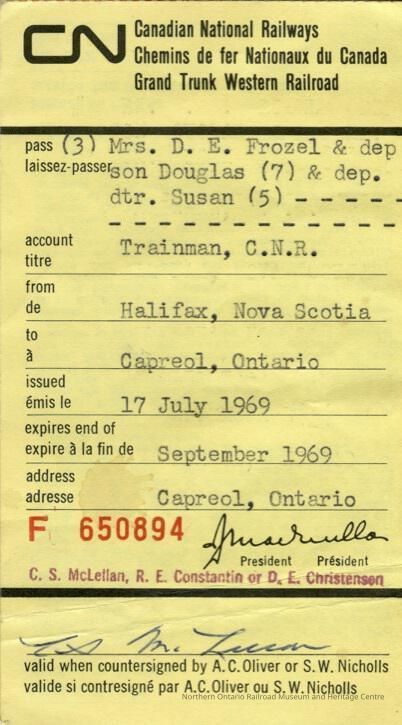 CN Canadian National Railways
Chemins de fer Nationaux du Canada
Grand Trunk Western Railroad
pass (3) Mrs. D. E. Frozel & dep
laissez-passer son Douglas (7) & dep.
dtr. Susan (5) - - - - -
- - - - - - - - - - - - -
account
titre Trainman, C.N.R.
from
de Halifax, Nova Scotia
to
à Capreol, Ontario
issued
émis le 17 July 1969
expires end of
expire à la fin de September 1969
address
adresse Capreol, Ontario
F 650894
President Président
C. S. McLellan, R. E. Constantin or D. E. Christensen
valid when countersigned by A.C. Oliver or S.W. Nicholls
valide si contresigné par A.C. Oliver ou S.W. Nicholls
Northern Ontario Railroad Museum and Heritage Centre